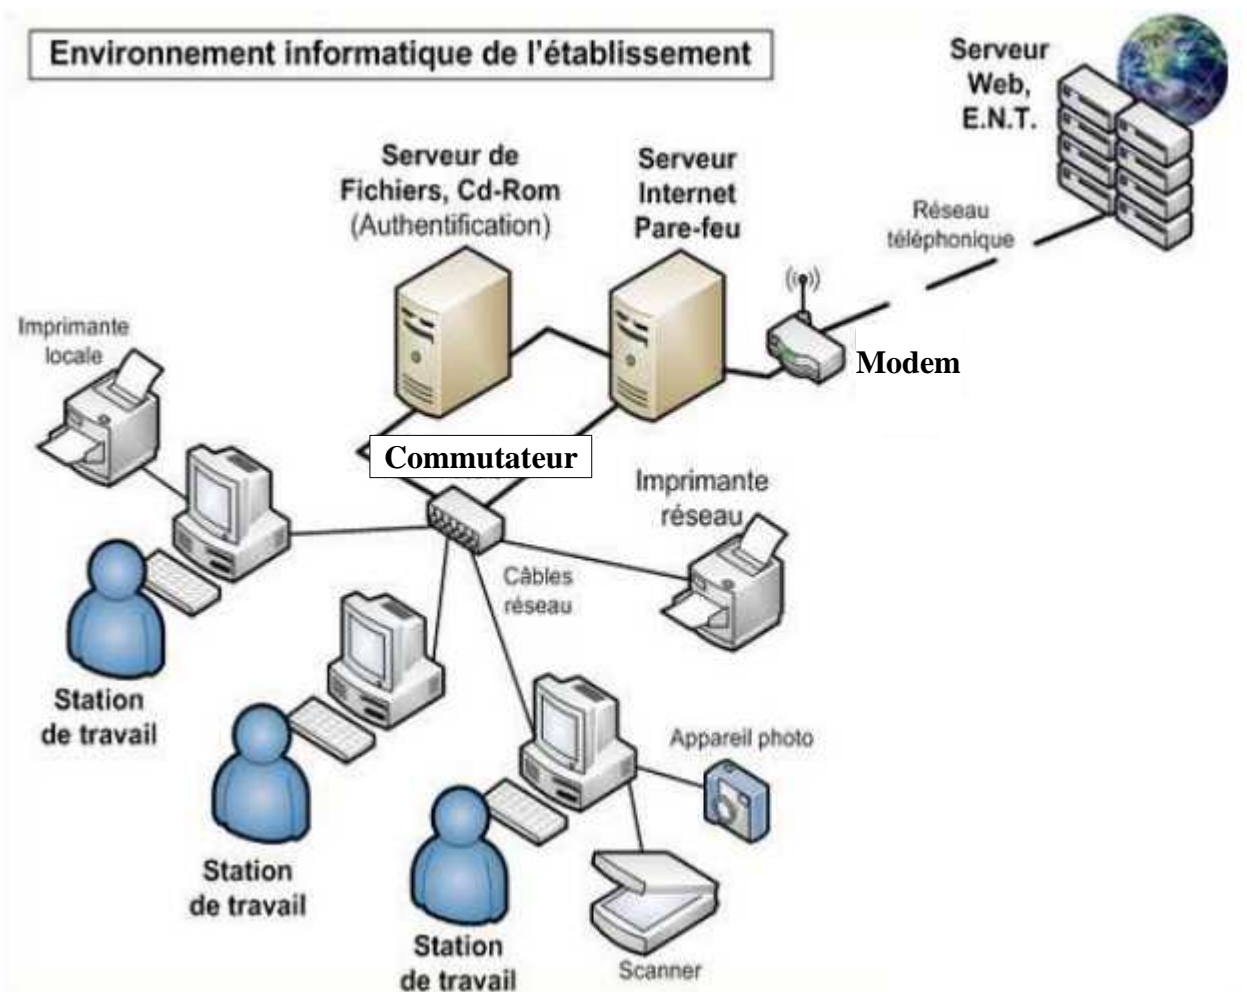 Environnement informatique de l'établissement
Serveur
Web,
E.N.T.
Serveur de
Fichiers, Cd-Rom
(Authentification)
Serveur
Internet
Pare-feu
Réseau
téléphonique
Imprimante
locale
Modem
Commutateur
Imprimante
réseau
Câbles
réseau
Station
de travail
Appareil photo
Station
de travail
Station
de travail
Scanner